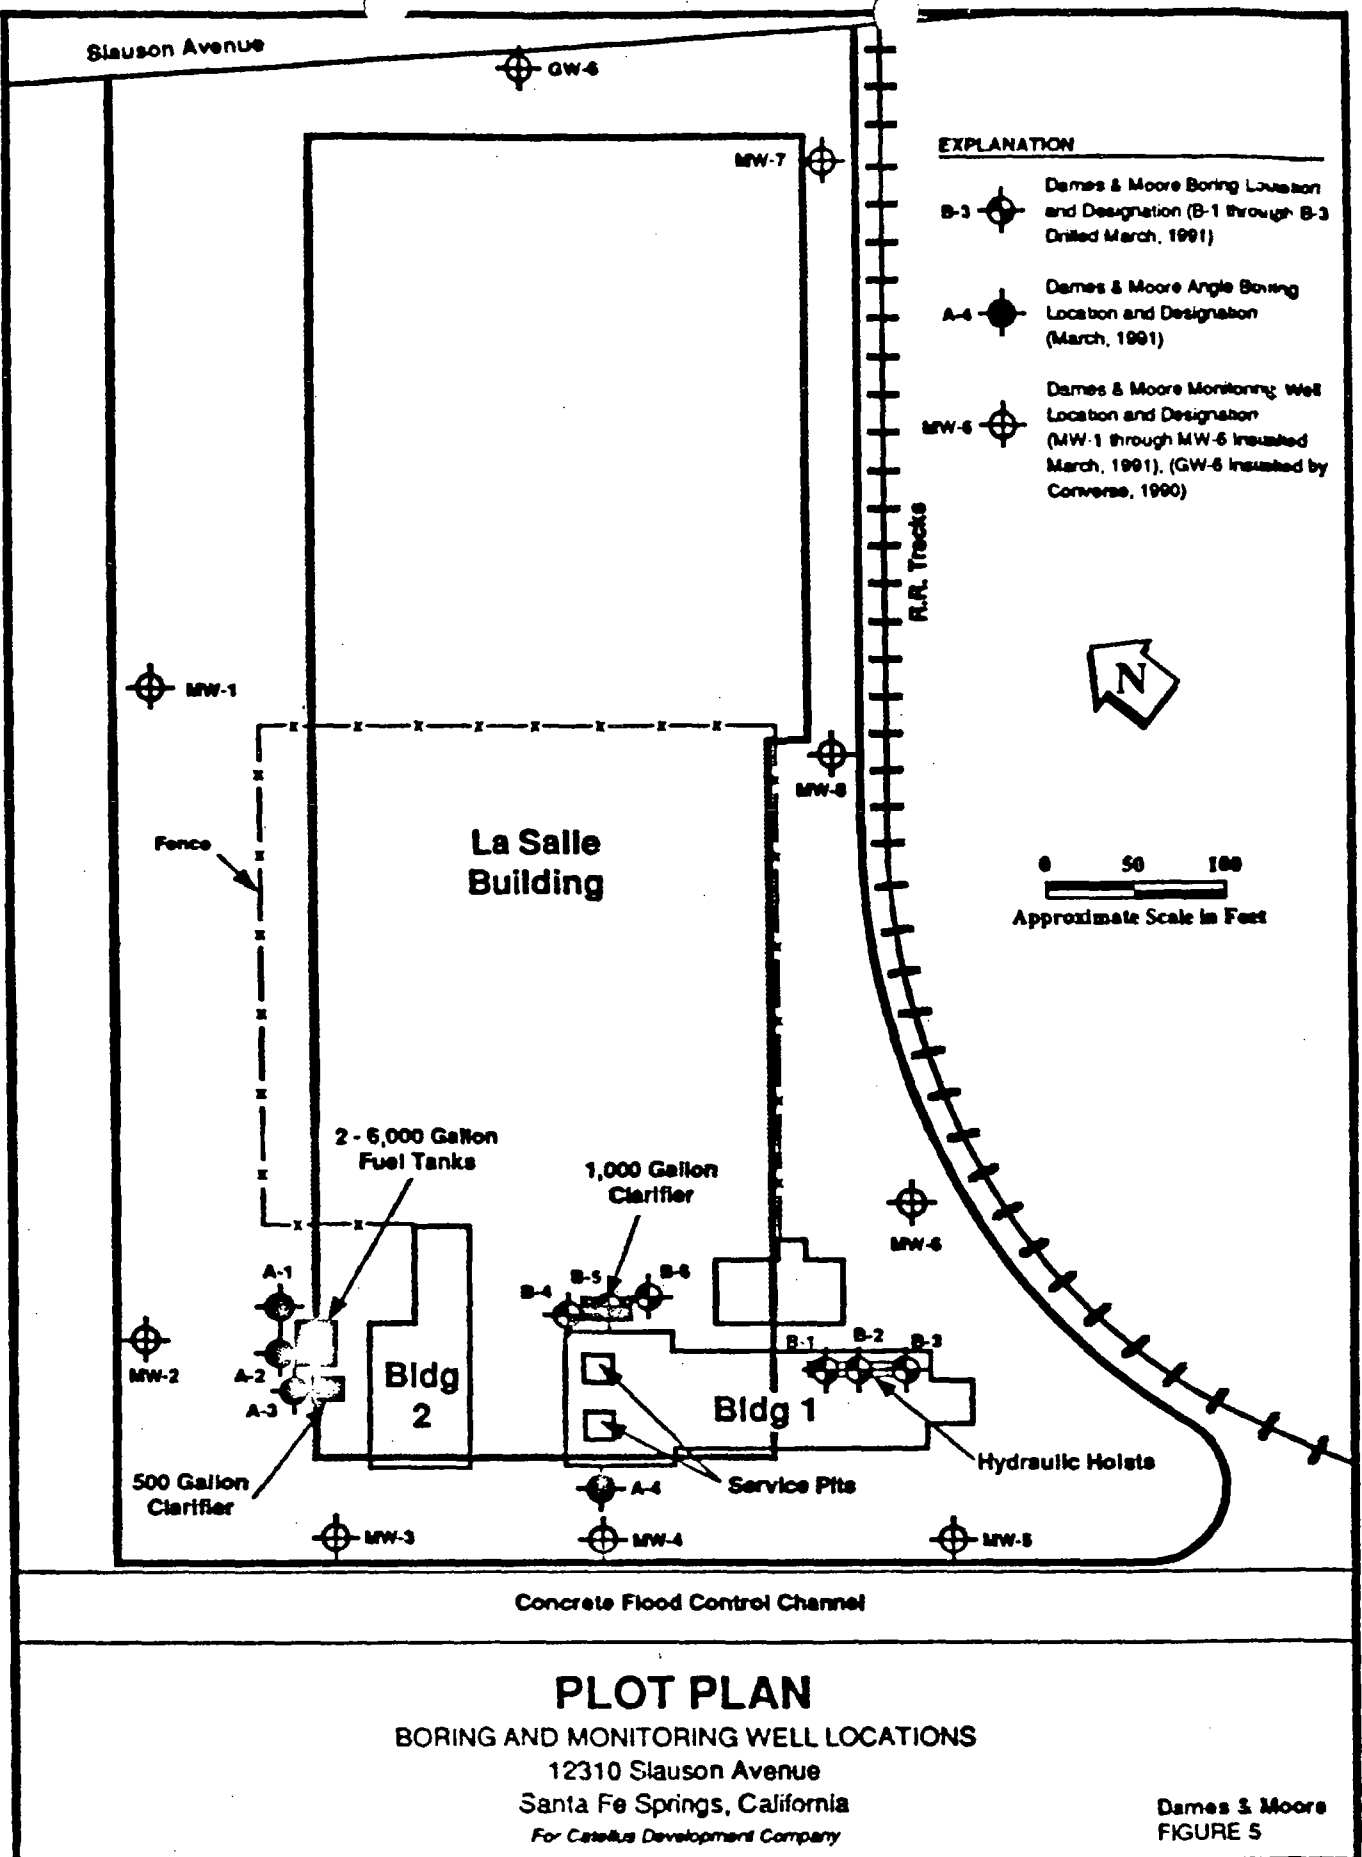 Slauson Avenue
GW-6
MW-7
EXPLANATION
B-3
Dames & Moore Boring Location
and Designation (B-1 through B-3
Drilled March, 1991)
A-4
Dames & Moore Angle Boring
Location and Designation
(March, 1991)
MW-6
Dames & Moore Monitoring Well
Location and Designation
(MW-1 through MW-6 Installed
March, 1991), (GW-6 Installed by
Converse, 1990)
R.R. Tracks
N
MW-1
MW-8
Fence
La Salle
Building
0 50 100
Approximate Scale in Feet
2 - 6,000 Gallon
Fuel Tanks
1,000 Gallon
Clarifier
MW-6
A-1
B-4
B-5
B-6
MW-2
A-2
A-3
Bldg
2
B-1
B-2
B-3
Bldg 1
Hydraulic Hoists
500 Gallon
Clarifier
A-4
Service Pits
MW-3
MW-4
MW-5
Concrete Flood Control Channel
PLOT PLAN
BORING AND MONITORING WELL LOCATIONS
12310 Slauson Avenue
Santa Fe Springs, California
For Catellus Development Company
Dames & Moore
FIGURE 5